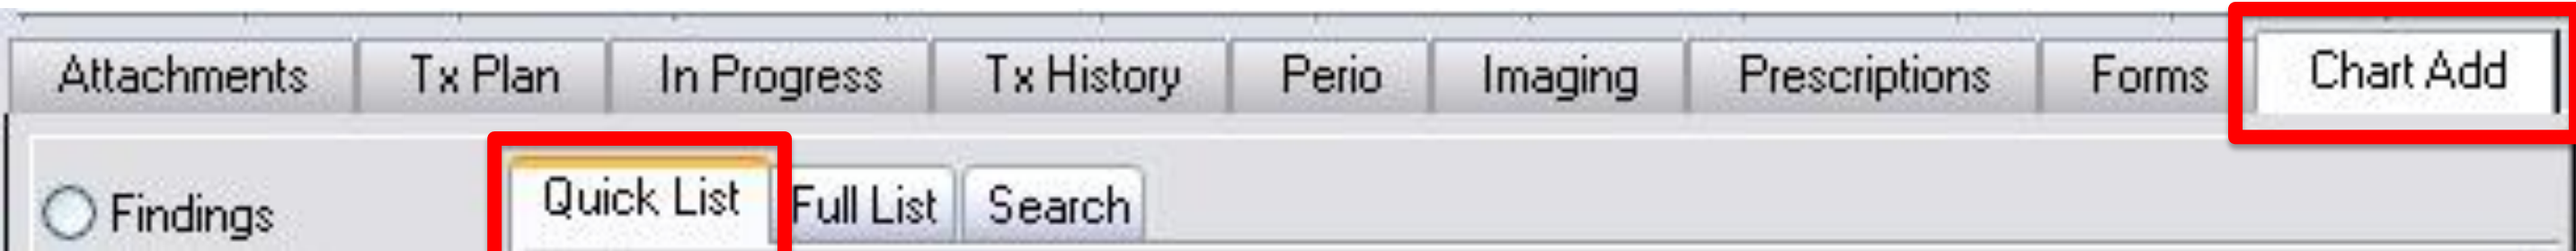 Attachments Tx Plan In Progress Tx History Perio Imaging Prescriptions Forms Chart Add
Findings Quick List Full List Search